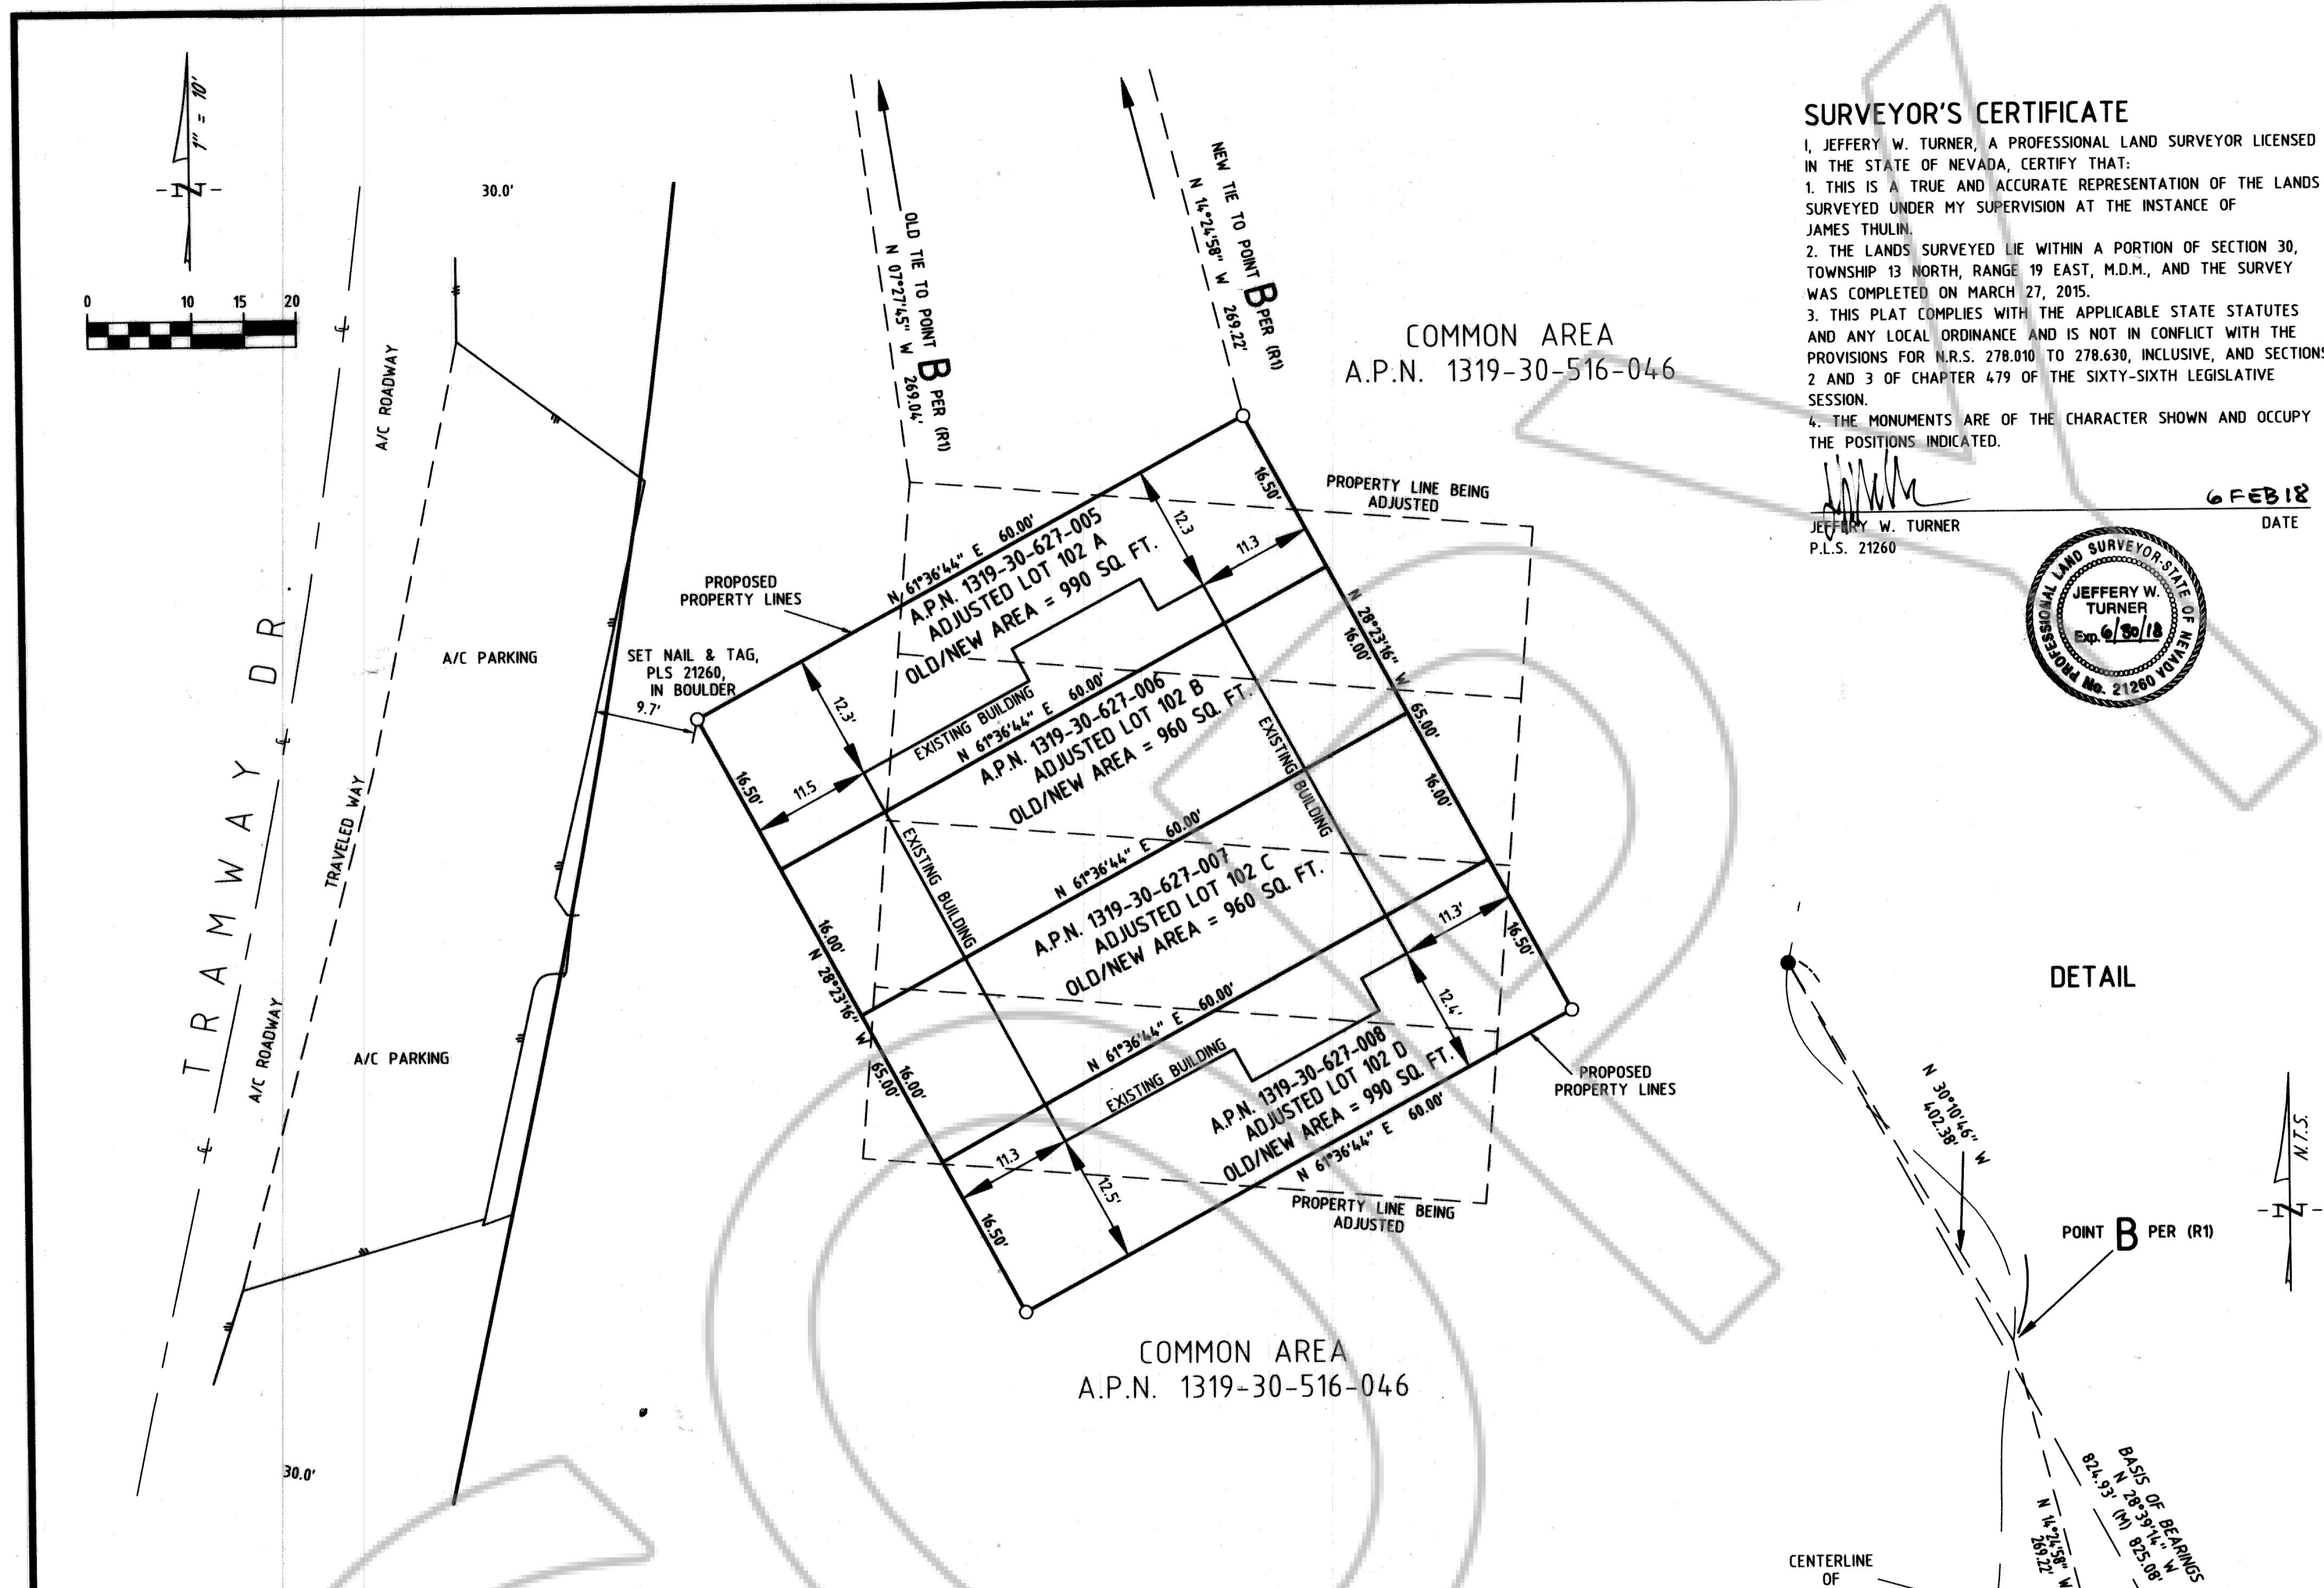 1" = 10'
N
0 10 15 20
30.0'
A/C ROADWAY
TRAMWAY DR
TRAVELED WAY
A/C PARKING
A/C ROADWAY
A/C PARKING
30.0'
OLD TIE TO POINT B PER (R1)
N 07°27'45" W 269.04'
NEW TIE TO POINT B PER (R1)
N 14°24'58" W 269.22'
COMMON AREA
A.P.N. 1319-30-516-046
PROPERTY LINE BEING
ADJUSTED
PROPOSED
PROPERTY LINES
SET NAIL & TAG,
PLS 21260,
IN BOULDER
9.7'
N 61°36'44" E 60.00'
A.P.N. 1319-30-627-005
ADJUSTED LOT 102 A
OLD/NEW AREA = 990 SQ. FT.
12.3
11.3
16.50'
12.3'
11.5
16.50'
EXISTING BUILDING
N 61°36'44" E 60.00'
A.P.N. 1319-30-627-006
ADJUSTED LOT 102 B
OLD/NEW AREA = 960 SQ. FT.
N 28°23'16" W 65.00'
16.00'
16.00'
EXISTING BUILDING
EXISTING BUILDING
N 61°36'44" E 60.00'
A.P.N. 1319-30-627-007
ADJUSTED LOT 102 C
OLD/NEW AREA = 960 SQ. FT.
16.00'
N 28°23'16" W 65.00'
16.00'
N 61°36'44" E 60.00'
EXISTING BUILDING
A.P.N. 1319-30-627-008
ADJUSTED LOT 102 D
OLD/NEW AREA = 990 SQ. FT.
N 61°36'44" E 60.00'
11.3'
16.50'
12.4'
11.3
12.5'
16.50'
PROPOSED
PROPERTY LINES
PROPERTY LINE BEING
ADJUSTED
COMMON AREA
A.P.N. 1319-30-516-046
SURVEYOR'S CERTIFICATE
I, JEFFERY W. TURNER, A PROFESSIONAL LAND SURVEYOR LICENSED
IN THE STATE OF NEVADA, CERTIFY THAT:
1. THIS IS A TRUE AND ACCURATE REPRESENTATION OF THE LANDS
SURVEYED UNDER MY SUPERVISION AT THE INSTANCE OF
JAMES THULIN.
2. THE LANDS SURVEYED LIE WITHIN A PORTION OF SECTION 30,
TOWNSHIP 13 NORTH, RANGE 19 EAST, M.D.M., AND THE SURVEY
WAS COMPLETED ON MARCH 27, 2015.
3. THIS PLAT COMPLIES WITH THE APPLICABLE STATE STATUTES
AND ANY LOCAL ORDINANCE AND IS NOT IN CONFLICT WITH THE
PROVISIONS FOR N.R.S. 278.010 TO 278.630, INCLUSIVE, AND SECTIONS
2 AND 3 OF CHAPTER 479 OF THE SIXTY-SIXTH LEGISLATIVE
SESSION.
4. THE MONUMENTS ARE OF THE CHARACTER SHOWN AND OCCUPY
THE POSITIONS INDICATED.
6 FEB 18
JEFFERY W. TURNER
DATE
P.L.S. 21260
PROFESSIONAL LAND SURVEYOR-STATE OF NEVADA
JEFFERY W.
TURNER
Exp. 6/30/18
No. 21260
DETAIL
N 30°10'46" W
402.38'
N.T.S.
N
POINT B PER (R1)
BASIS OF BEARINGS
N 28°39'14" W
824.93' (M) 825.08'
N 14°24'58" W
269.22'
CENTERLINE
OF